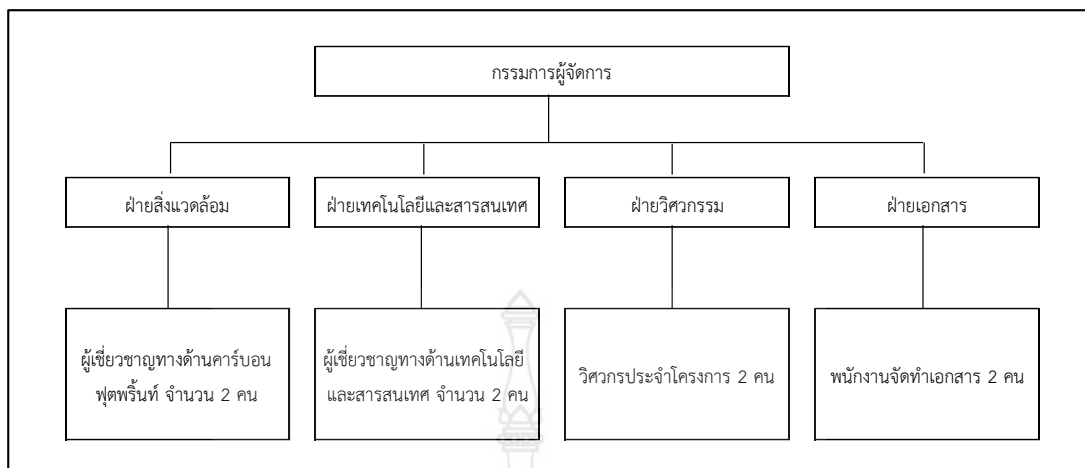 กรรมการผู้จัดการ
ฝ่ายสิ่งแวดล้อม
ฝ่ายเทคโนโลยีและสารสนเทศ
ฝ่ายวิศวกรรม
ฝ่ายเอกสาร
ผู้เชี่ยวชาญทางด้านคาร์บอน
ฟุตพริ้นท์ จำนวน 2 คน
ผู้เชี่ยวชาญทางด้านเทคโนโลยี
และสารสนเทศ จำนวน 2 คน
วิศวกรประจำโครงการ 2 คน
พนักงานจัดทำเอกสาร 2 คน